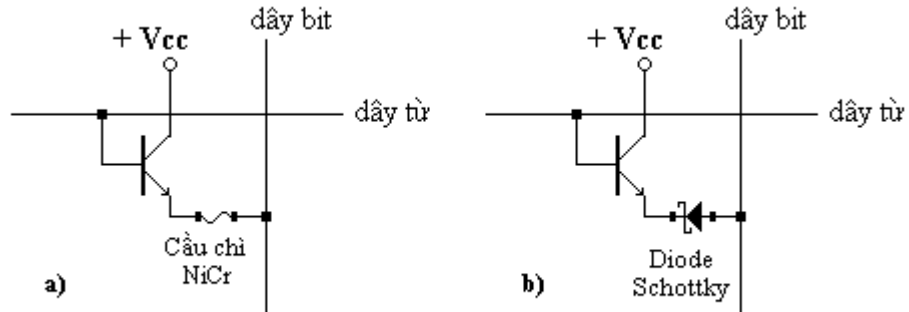 dây bit
+ Vcc
dây từ
Cầu chì
NiCr
a)
dây bit
+ Vcc
dây từ
Diode
Schottky
b)